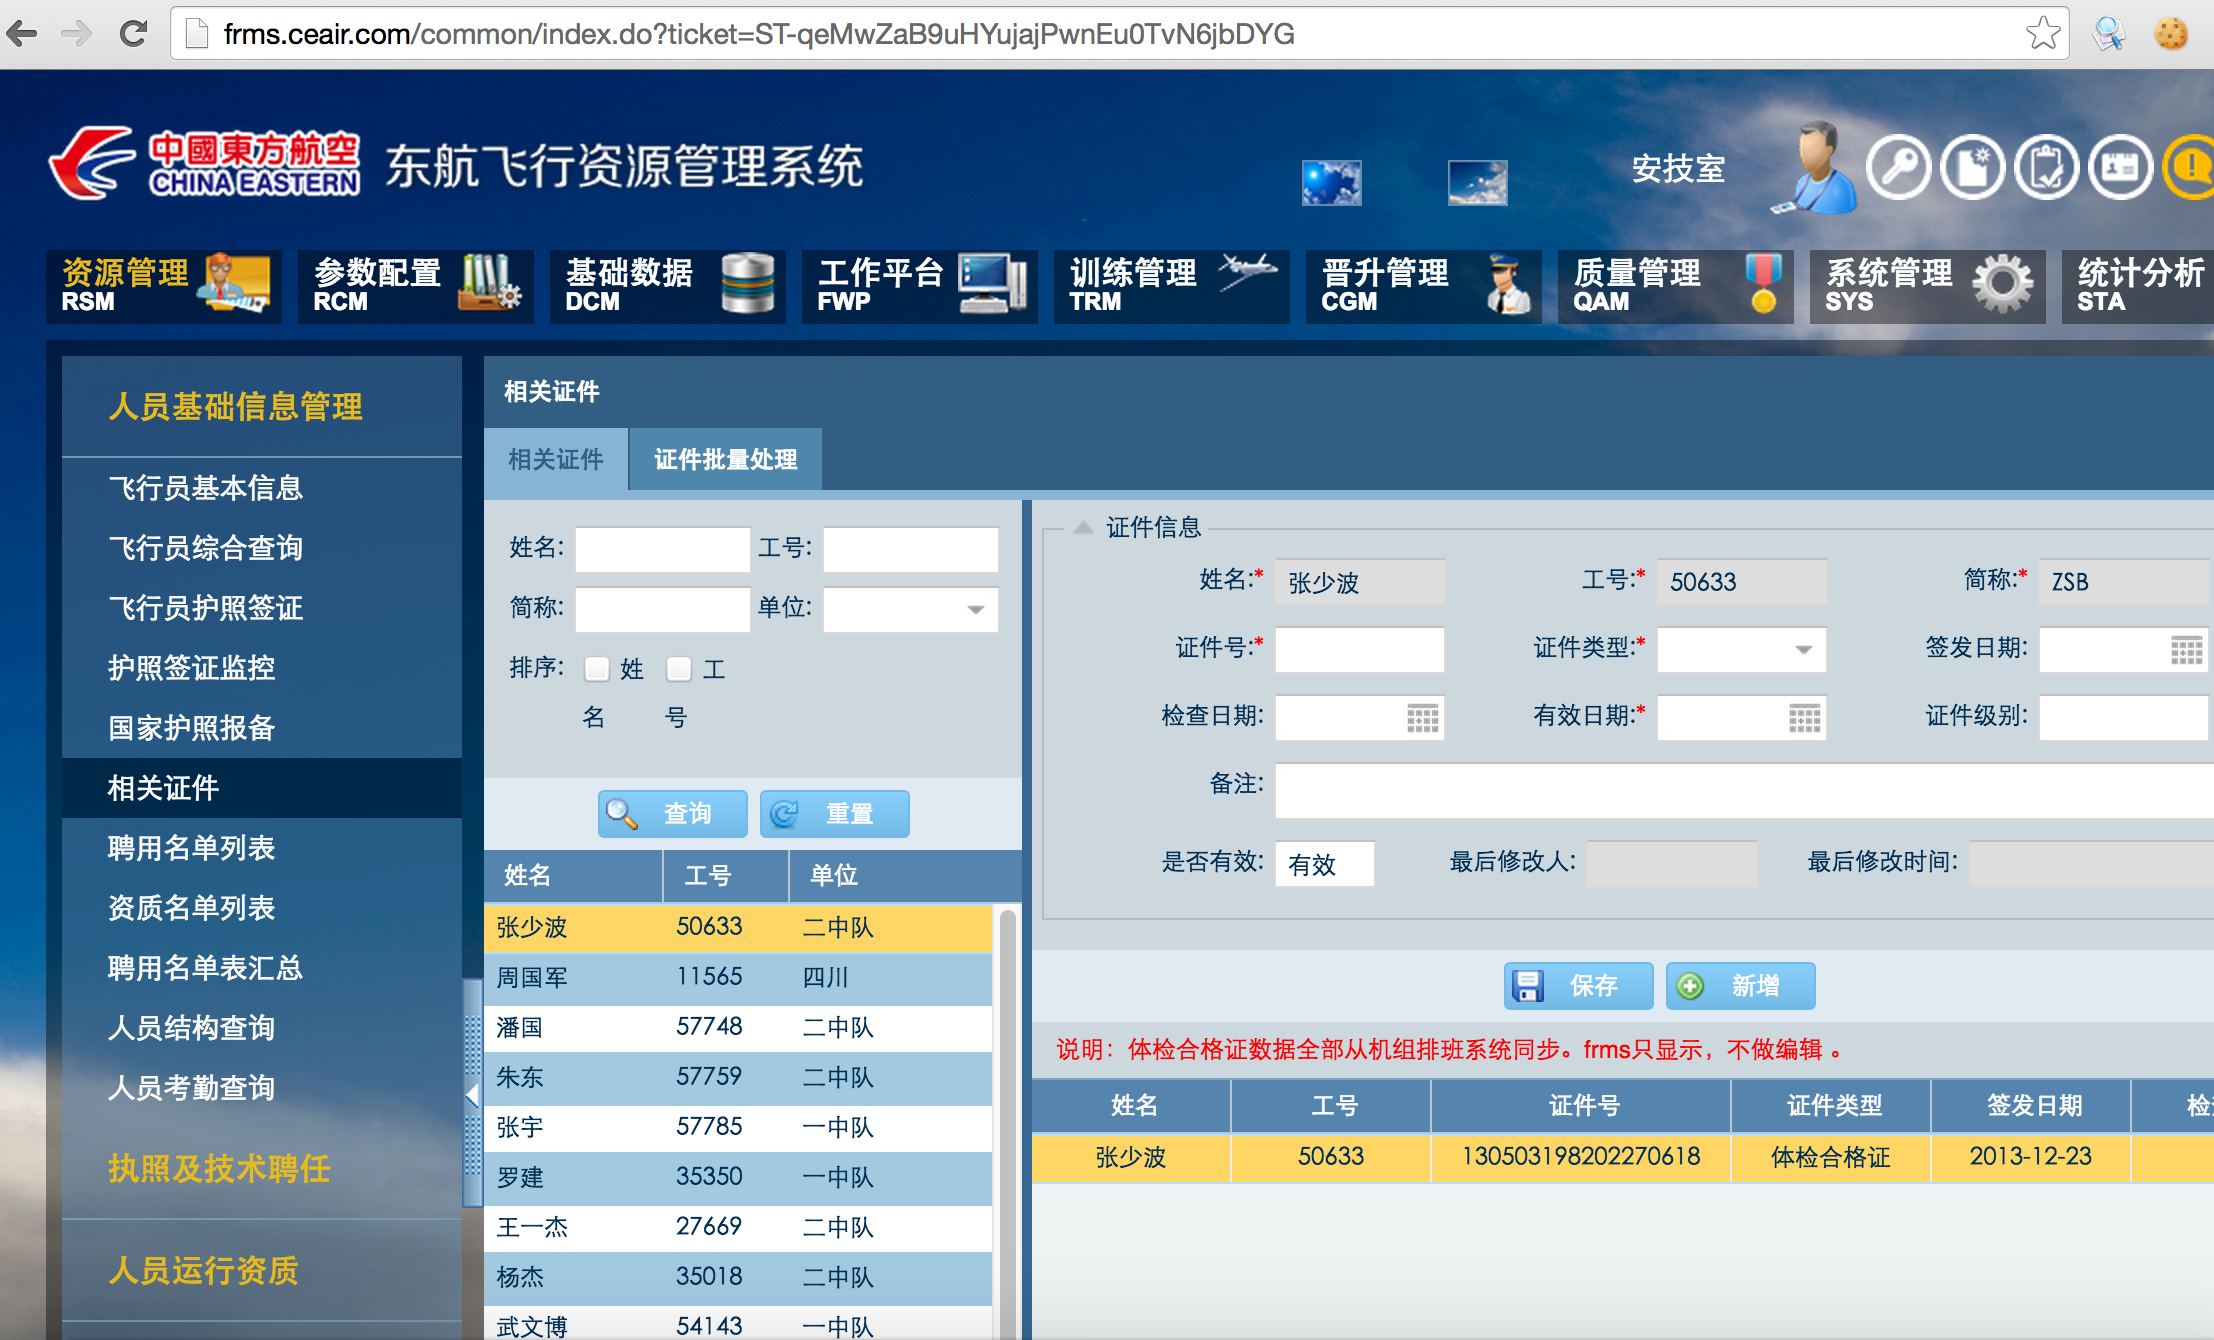 frms.ceair.com/common/index.do?ticket=ST-qeMwZaB9uHYujajPwnEu0TvN6jbDYG
中國東方航空
CHINA EASTERN
东航飞行资源管理系统
安技室
资源管理 参数配置 基础数据 工作平台 训练管理 晋升管理 质量管理 系统管理 统计分析
RSM RCM DCM FWP TRM CGM QAM SYS STA
人员基础信息管理
飞行员基本信息
飞行员综合查询
飞行员护照签证
护照签证监控
国家护照报备
相关证件
聘用名单列表
资质名单列表
聘用名单表汇总
人员结构查询
人员考勤查询
执照及技术聘任
人员运行资质
相关证件
相关证件 证件批量处理
姓名: 工号:
简称: 单位:
排序: 姓名 工号
查询 重置
姓名 工号 单位
张少波 50633 二中队
周国军 11565 四川
潘国 57748 二中队
朱东 57759 二中队
张宇 57785 一中队
罗建 35350 一中队
王一杰 27669 二中队
杨杰 35018 二中队
武文博 54143 一中队
证件信息
姓名:* 张少波 工号:* 50633 简称:* ZSB
证件号:* 证件类型:* 签发日期:
检查日期: 有效日期:* 证件级别:
备注:
是否有效: 有效 最后修改人: 最后修改时间:
保存 新增
说明：体检合格证数据全部从机组排班系统同步。frms只显示，不做编辑 。
姓名 工号 证件号 证件类型 签发日期
张少波 50633 130503198202270618 体检合格证 2013-12-23